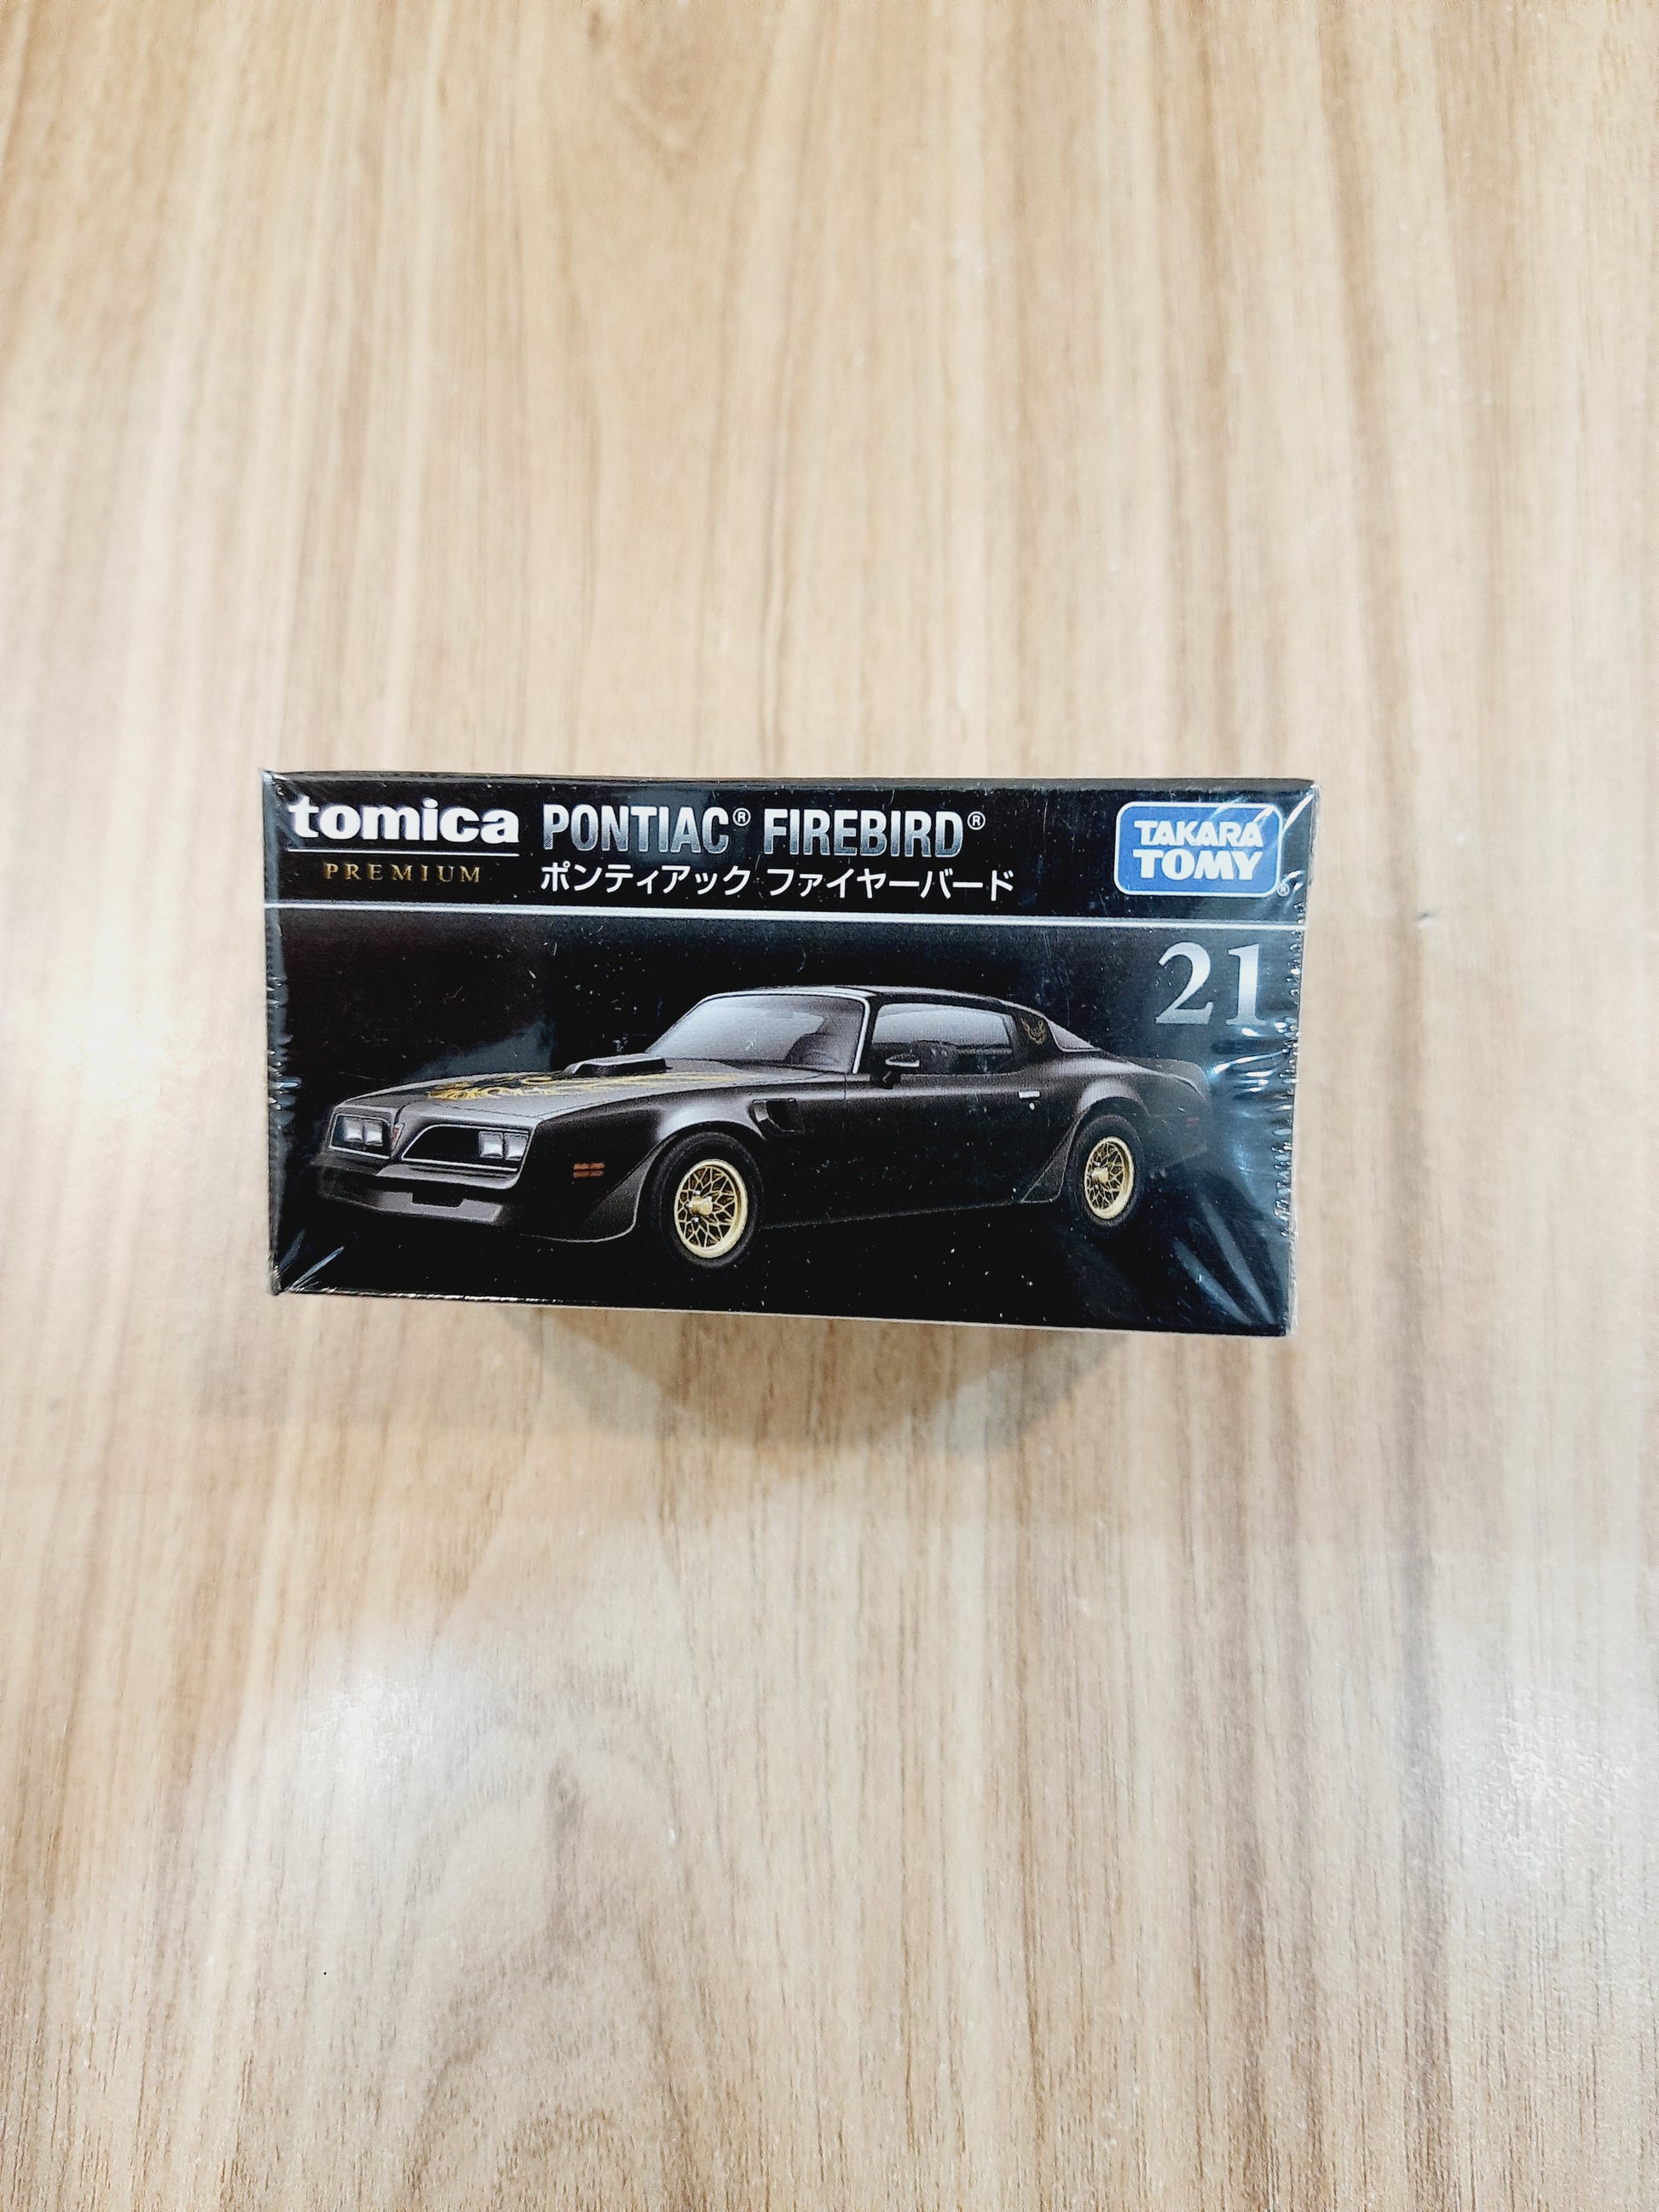 tomica
PREMIUM
PONTIAC® FIREBIRD®
ポンティアック ファイヤーバード
TAKARA
TOMY®
21